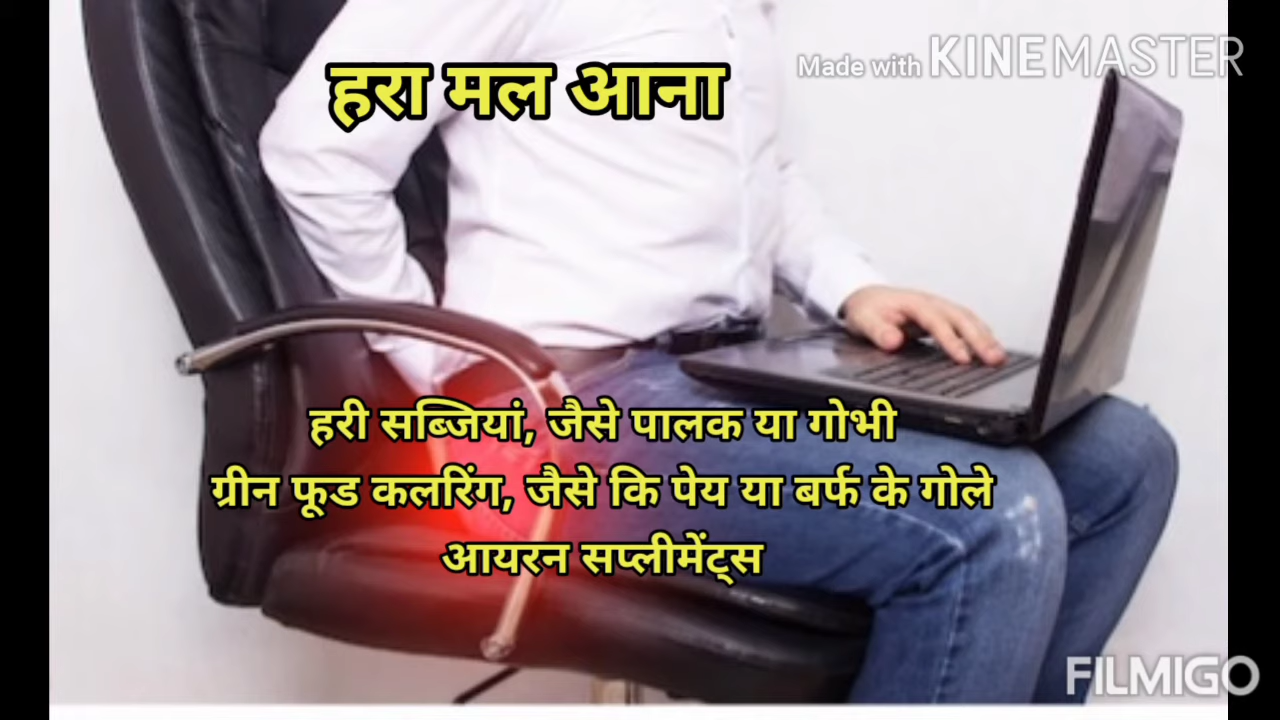 Made with KINEMASTER
हरा मल आना
हरी सब्जियां, जैसे पालक या गोभी
ग्रीन फूड कलरिंग, जैसे कि पेय या बर्फ के गोले
आयरन सप्लीमेंट्स
FILMIGO